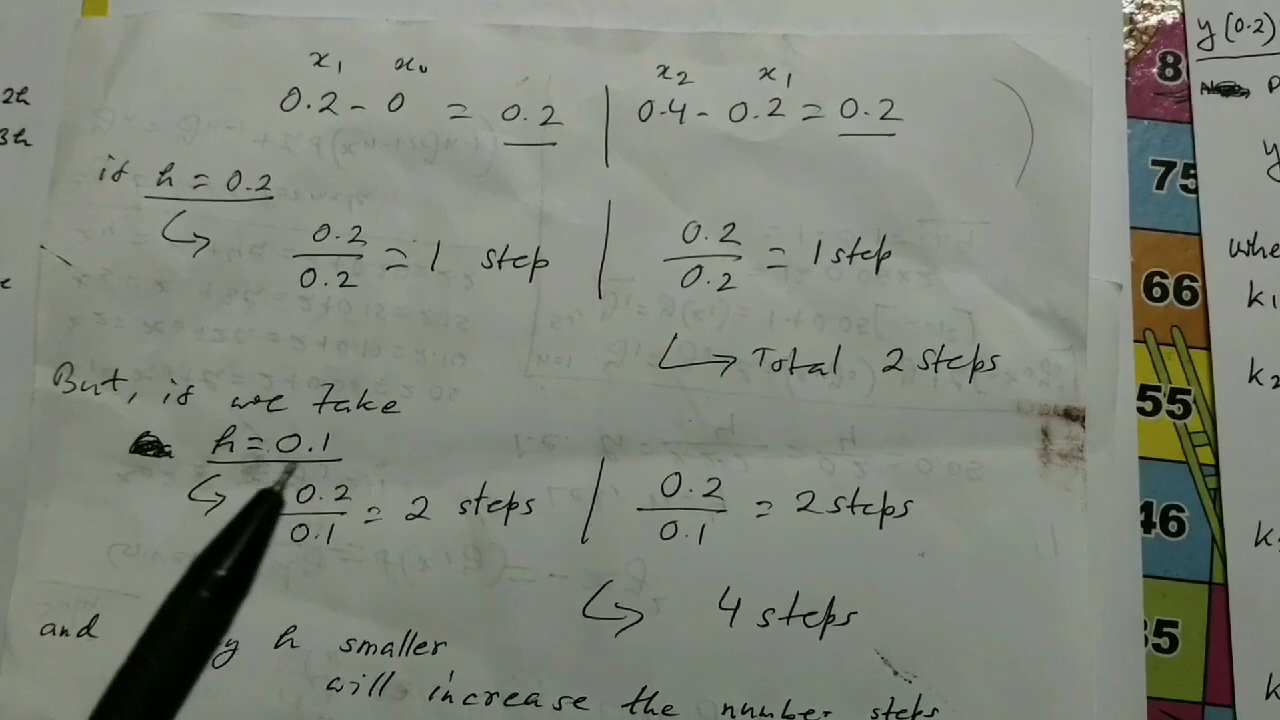 2h
3h
x₁ x₀
0.2 - 0 = 0.2
x₂ x₁
0.4 - 0.2 = 0.2
if h = 0.2
0.2/0.2 = 1 step
0.2/0.2 = 1 step
↳ Total 2 steps
But, if we take
h = 0.1
0.2/0.1 = 2 steps
0.2/0.1 = 2 steps
↳ 4 steps
and
y h smaller
will increase the number steps
8
75
66
55
46
35
y(0.2)
y
whe
k₁
k₂
k
k